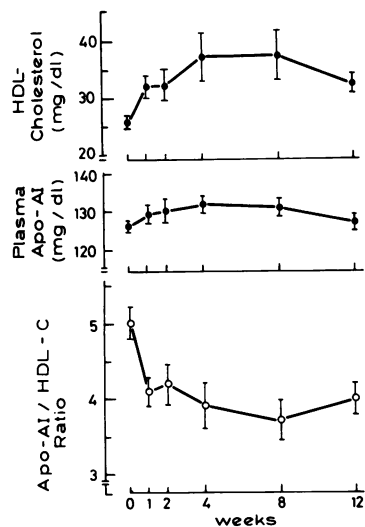 HDL-
Cholesterol
(mg/dl)
40
30
20
Plasma
Apo-AI
(mg/dl)
140
130
120
Apo-AI/HDL-C
Ratio
5
4
3
0 1 2 4 8 12
weeks